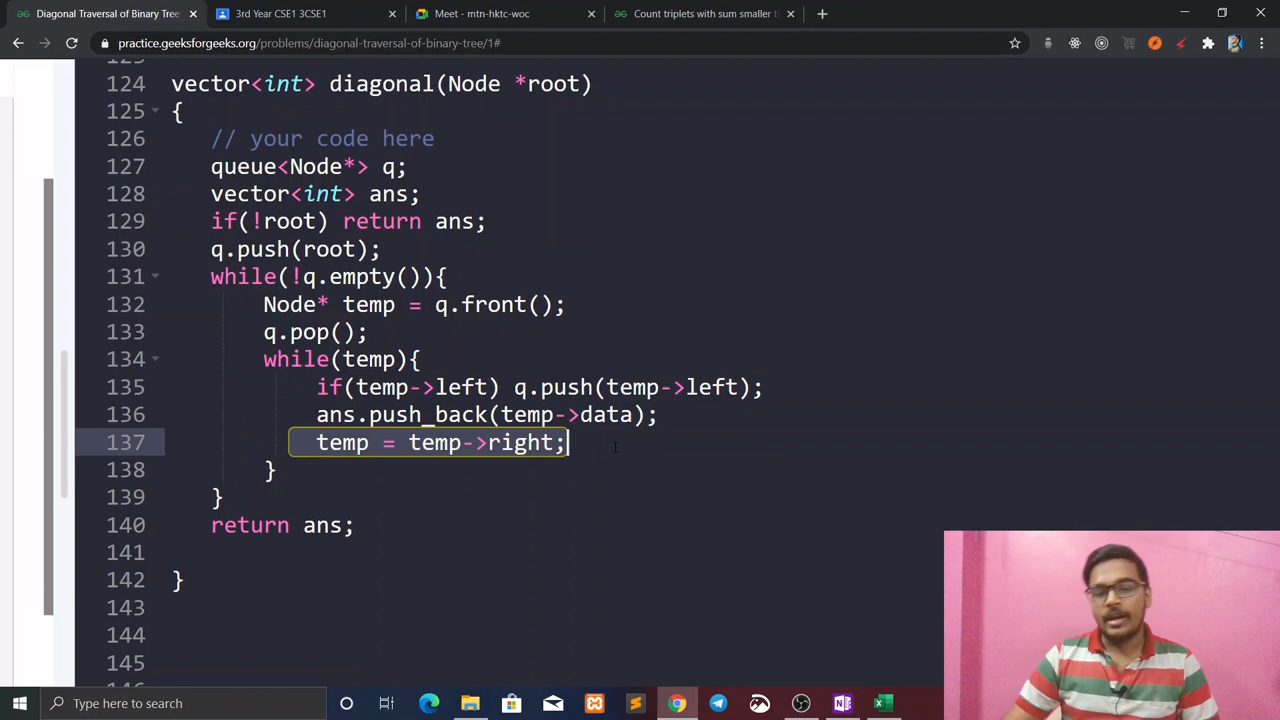 Diagonal Traversal of Binary Tree
3rd Year CSE1 3CSE1
Meet - mtn-hktc-woc
Count triplets with sum smaller t
practice.geeksforgeeks.org/problems/diagonal-traversal-of-binary-tree/1#
124 vector<int> diagonal(Node *root)
125 {
126 // your code here
127 queue<Node*> q;
128 vector<int> ans;
129 if(!root) return ans;
130 q.push(root);
131 while(!q.empty()){
132 Node* temp = q.front();
133 q.pop();
134 while(temp){
135 if(temp->left) q.push(temp->left);
136 ans.push_back(temp->data);
137 temp = temp->right;
138 }
139 }
140 return ans;
141
142 }
143
144
145
Type here to search